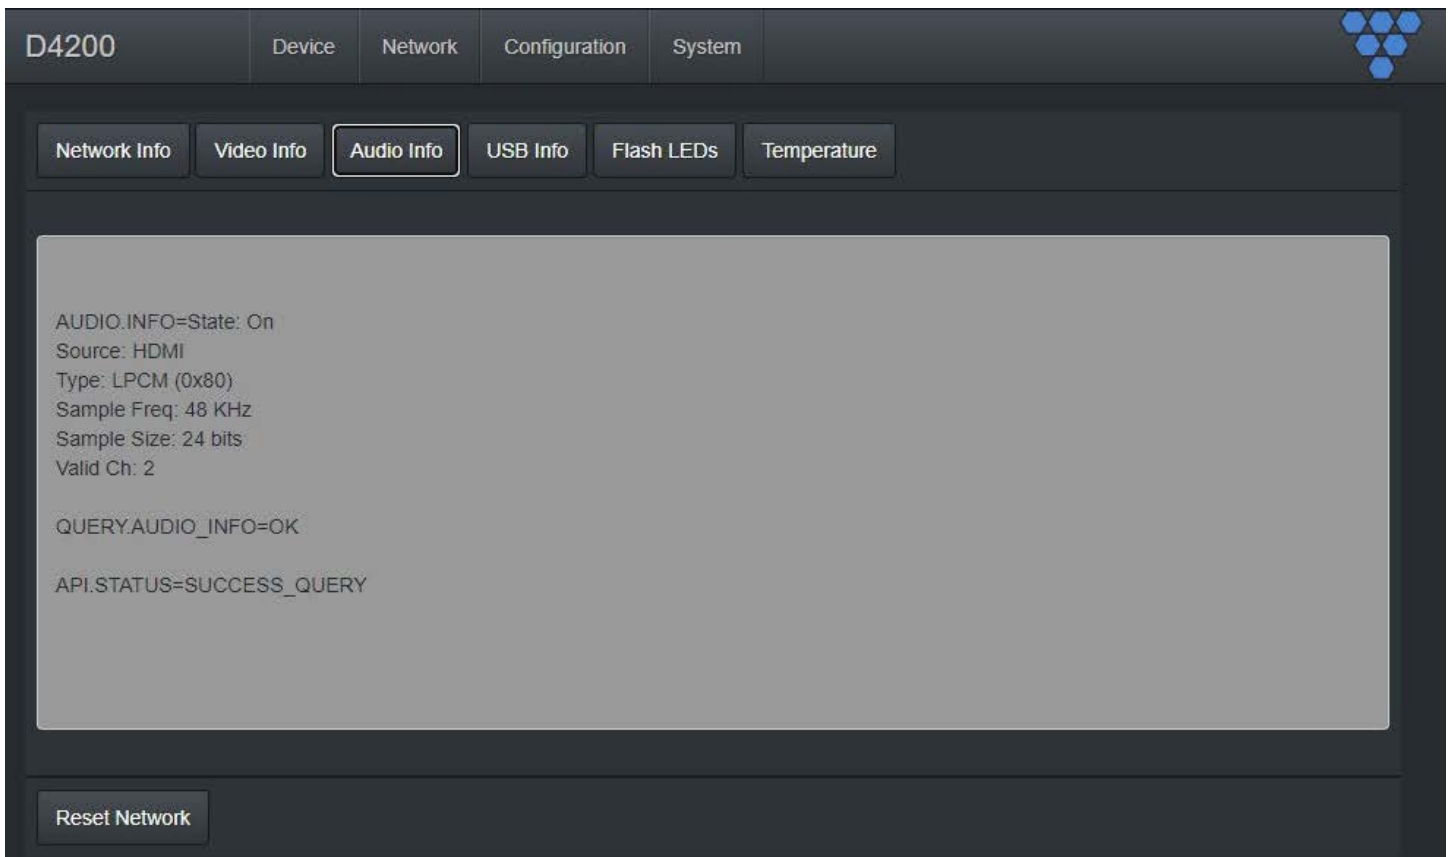 D4200
Device
Network
Configuration
System
Network Info
Video Info
Audio Info
USB Info
Flash LEDs
Temperature
AUDIO.INFO=State: On
Source: HDMI
Type: LPCM (0x80)
Sample Freq: 48 KHz
Sample Size: 24 bits
Valid Ch: 2
QUERY.AUDIO_INFO=OK
API.STATUS=SUCCESS_QUERY
Reset Network